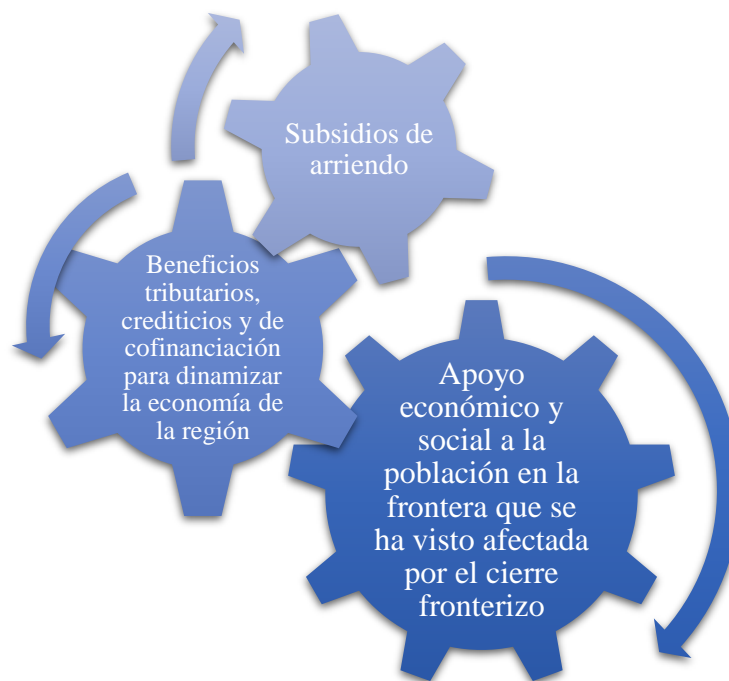 Subsidios de
arriendo
Beneficios
tributarios,
crediticios y de
cofinanciación
para dinamizar
la economía de
la región
Apoyo
económico y
social a la
población en la
frontera que se
ha visto afectada
por el cierre
fronterizo